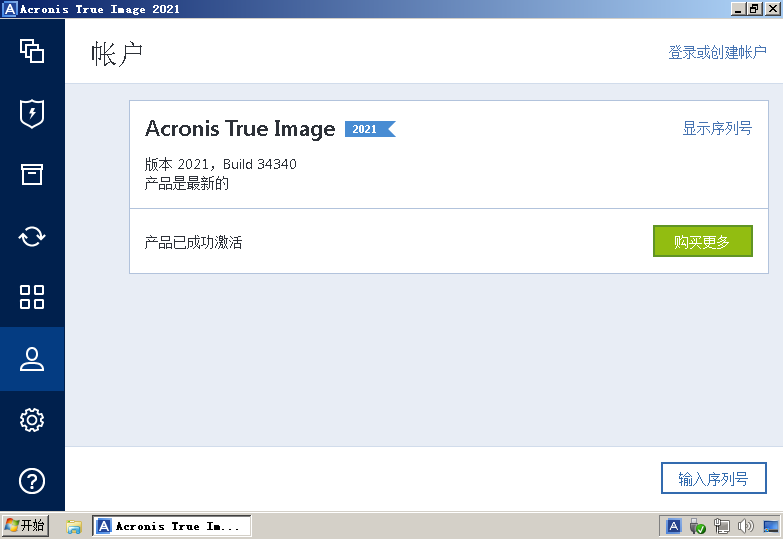 Acronis True Image 2021
帐户
登录或创建帐户
Acronis True Image 2021
显示序列号
版本 2021，Build 34340
产品是最新的
产品已成功激活
购买更多
输入序列号
开始
Acronis True Im...